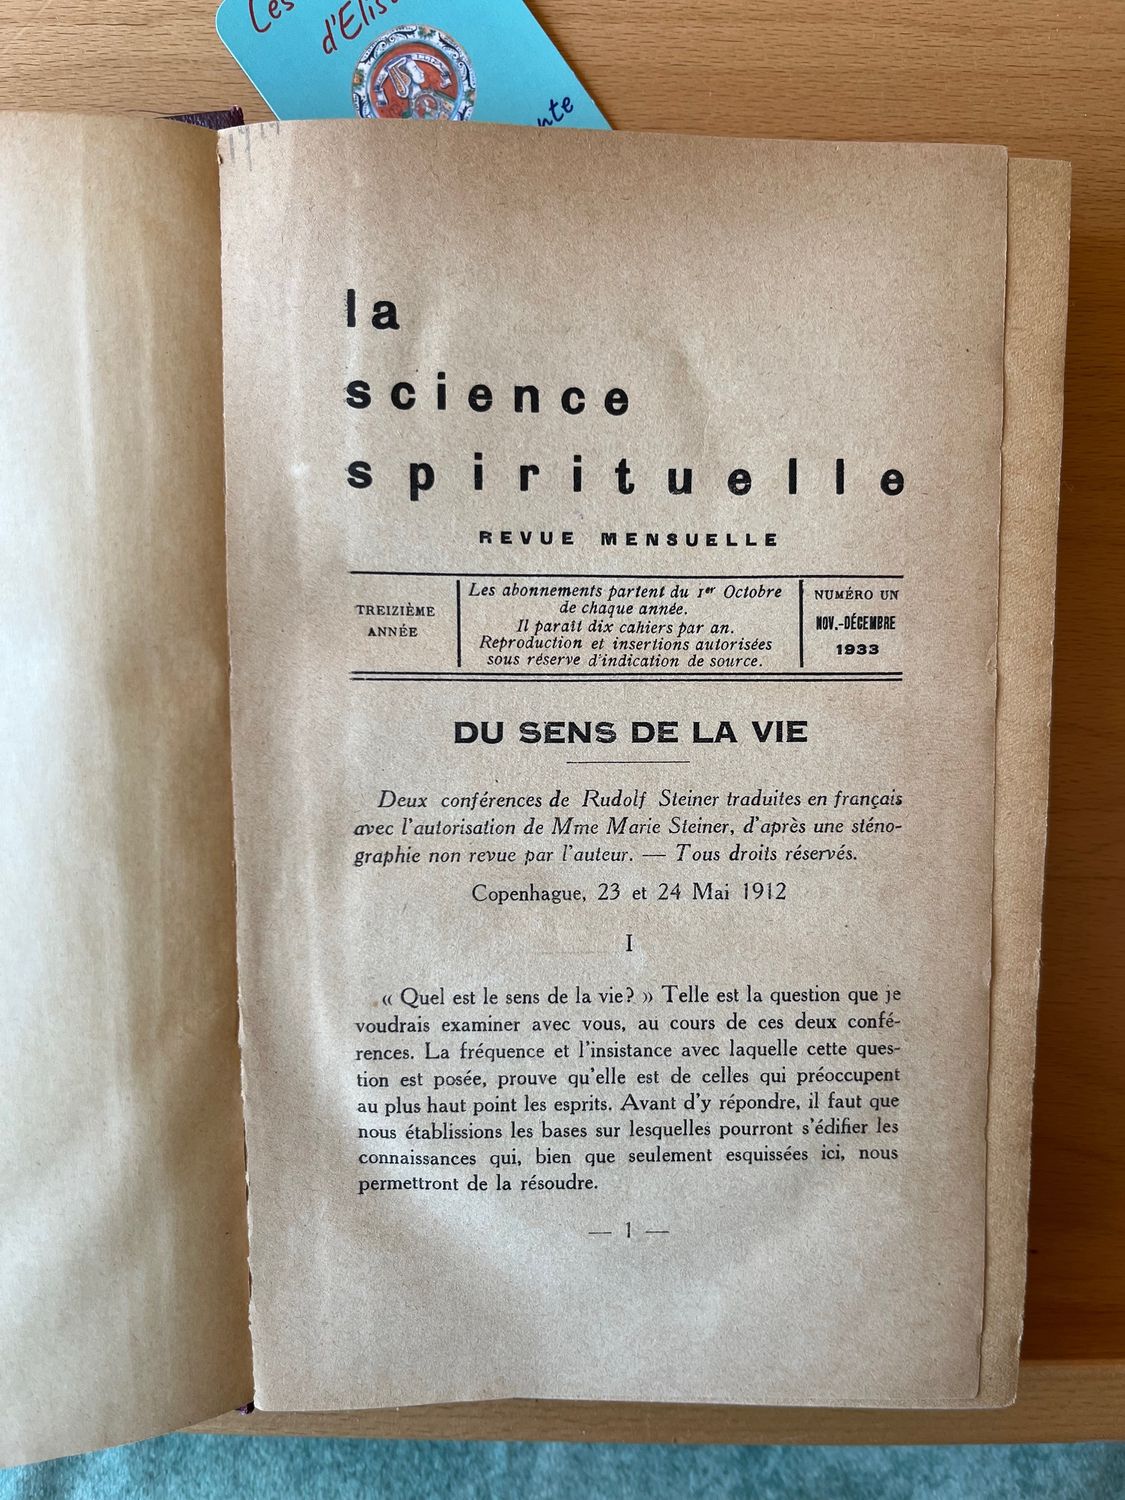 Les
d'Elis
nte
la
science
spirituelle
REVUE MENSUELLE
TREIZIÈME
ANNÉE
Les abonnements partent du 1er Octobre
de chaque année.
Il paraît dix cahiers par an.
Reproduction et insertions autorisées
sous réserve d'indication de source.
NUMÉRO UN
NOV.-DÉCEMBRE
1933
DU SENS DE LA VIE
Deux conférences de Rudolf Steiner traduites en français
avec l'autorisation de Mme Marie Steiner, d'après une sténo-
graphie non revue par l'auteur. — Tous droits réservés.
Copenhague, 23 et 24 Mai 1912
I
« Quel est le sens de la vie? » Telle est la question que je
voudrais examiner avec vous, au cours de ces deux confé-
rences. La fréquence et l'insistance avec laquelle cette ques-
tion est posée, prouve qu'elle est de celles qui préoccupent
au plus haut point les esprits. Avant d'y répondre, il faut que
nous établissions les bases sur lesquelles pourront s'édifier les
connaissances qui, bien que seulement esquissées ici, nous
permettront de la résoudre.
— 1 —